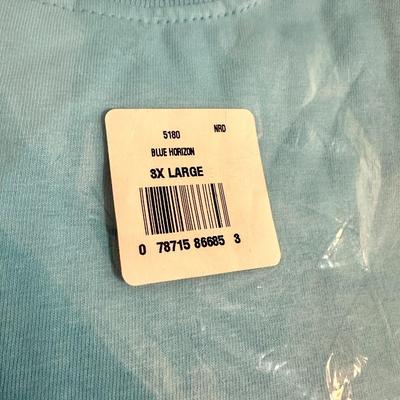 5180 NRD
BLUE HORIZON
3X LARGE
0 78715 86685 3